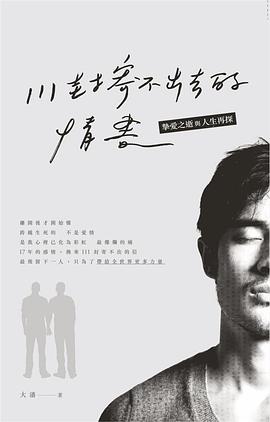 111封寄不出去的
情書
摯愛之逝與人生再探
離開後才開始懂
跨越生死的 不是愛情
是我心裡已化為彩虹 最燦爛的橋
17年的感情,換來111封寄不出的信
最後留下一人,只為了帶給全世界更多力量
大潘——著